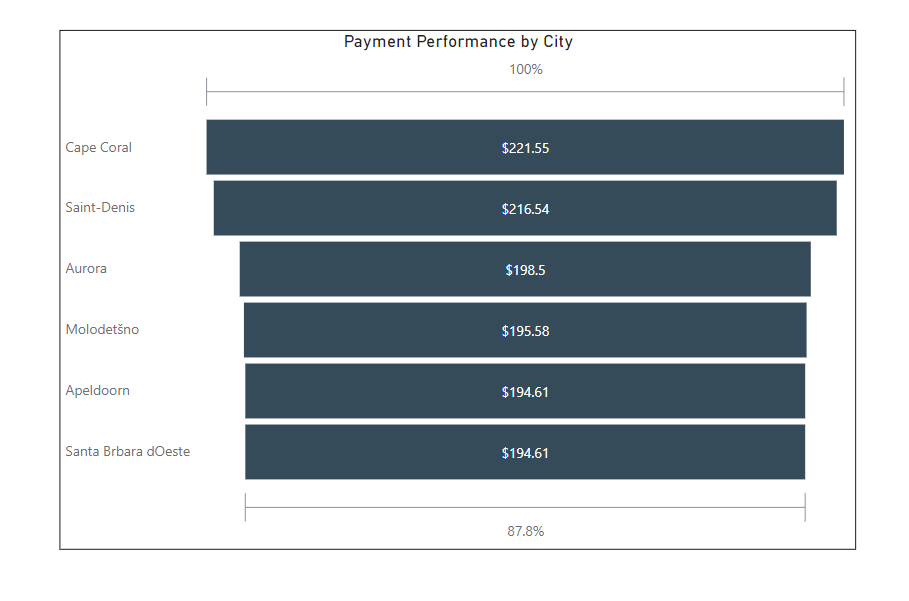 Payment Performance by City
100%
Cape Coral $221.55
Saint-Denis $216.54
Aurora $198.5
Molodetšno $195.58
Apeldoorn $194.61
Santa Brbara dOeste $194.61
87.8%